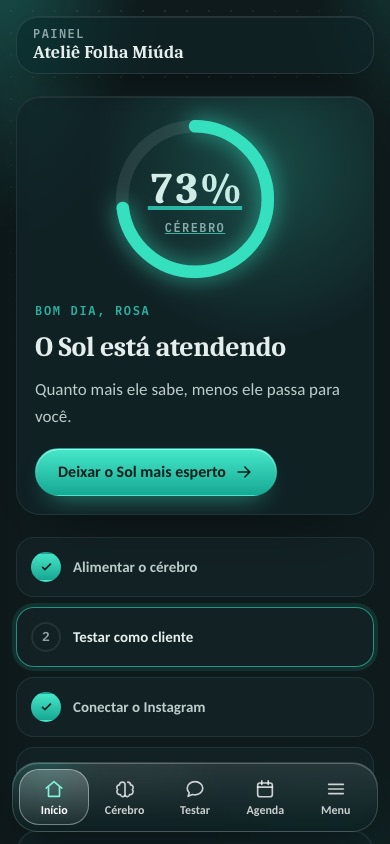 PAINEL
Ateliê Folha Miúda
73%
CÉREBRO
BOM DIA, ROSA
O Sol está atendendo
Quanto mais ele sabe, menos ele passa para
você.
Deixar o Sol mais esperto
Alimentar o cérebro
2
Testar como cliente
Conectar o Instagram
Início
Cérebro
Testar
Agenda
Menu